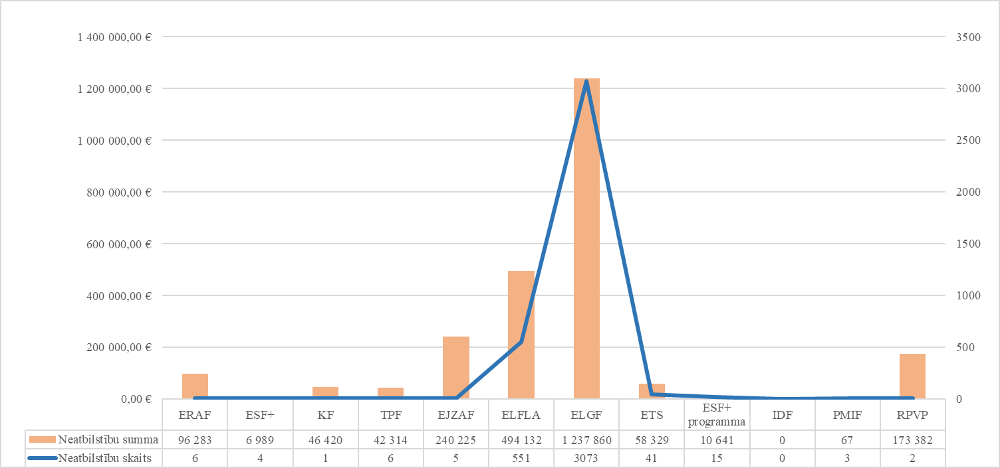 1 400 000,00 € 3500
1 200 000,00 € 3000
1 000 000,00 € 2500
800 000,00 € 2000
600 000,00 € 1500
400 000,00 € 1000
200 000,00 € 500
0,00 € 0
ERAF ESF+ KF TPF EJZAF ELFLA ELGF ETS ESF+ programma IDF PMIF RPVP
Neatbilstību summa 96 283 6 989 46 420 42 314 240 225 494 132 1 237 860 58 329 10 641 0 67 173 382
Neatbilstību skaits 6 4 1 6 5 551 3073 41 15 0 3 2